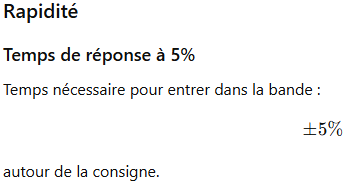 Rapidité
Temps de réponse à 5%
Temps nécessaire pour entrer dans la bande :
±5%
autour de la consigne.